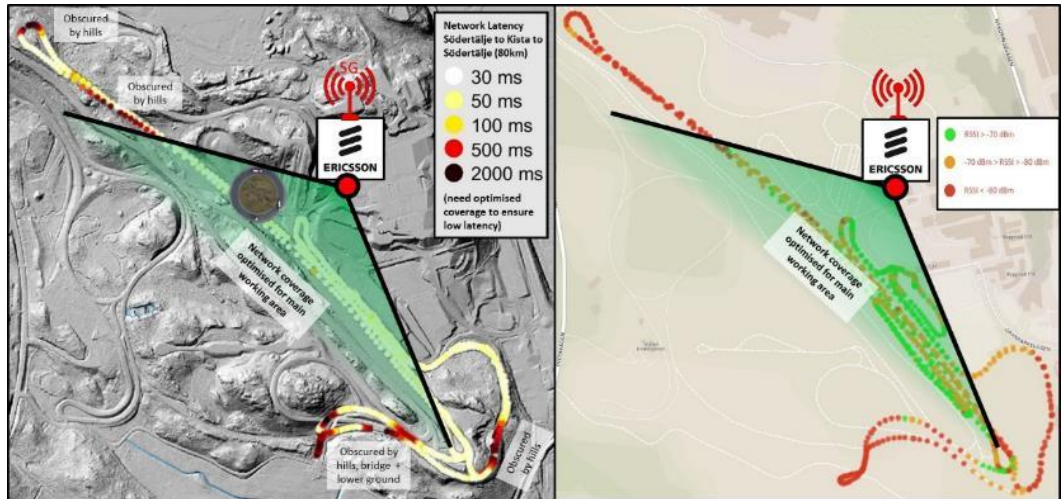 Obscured
by hills
Obscured
by hills
5G
ERICSSON
Network Latency
Södertälje to Kista to
Södertälje (80km)
30 ms
50 ms
100 ms
500 ms
2000 ms
(need optimised
coverage to ensure
low latency)
Network coverage
optimised for main
working area
Obscured by
hills, bridge +
lower ground
Obscured
by hills
ERICSSON
RSSI > -70 dBm
-70 dBm > RSSI > -80 dBm
RSSI < -80 dBm
Network coverage
optimised for main
working area